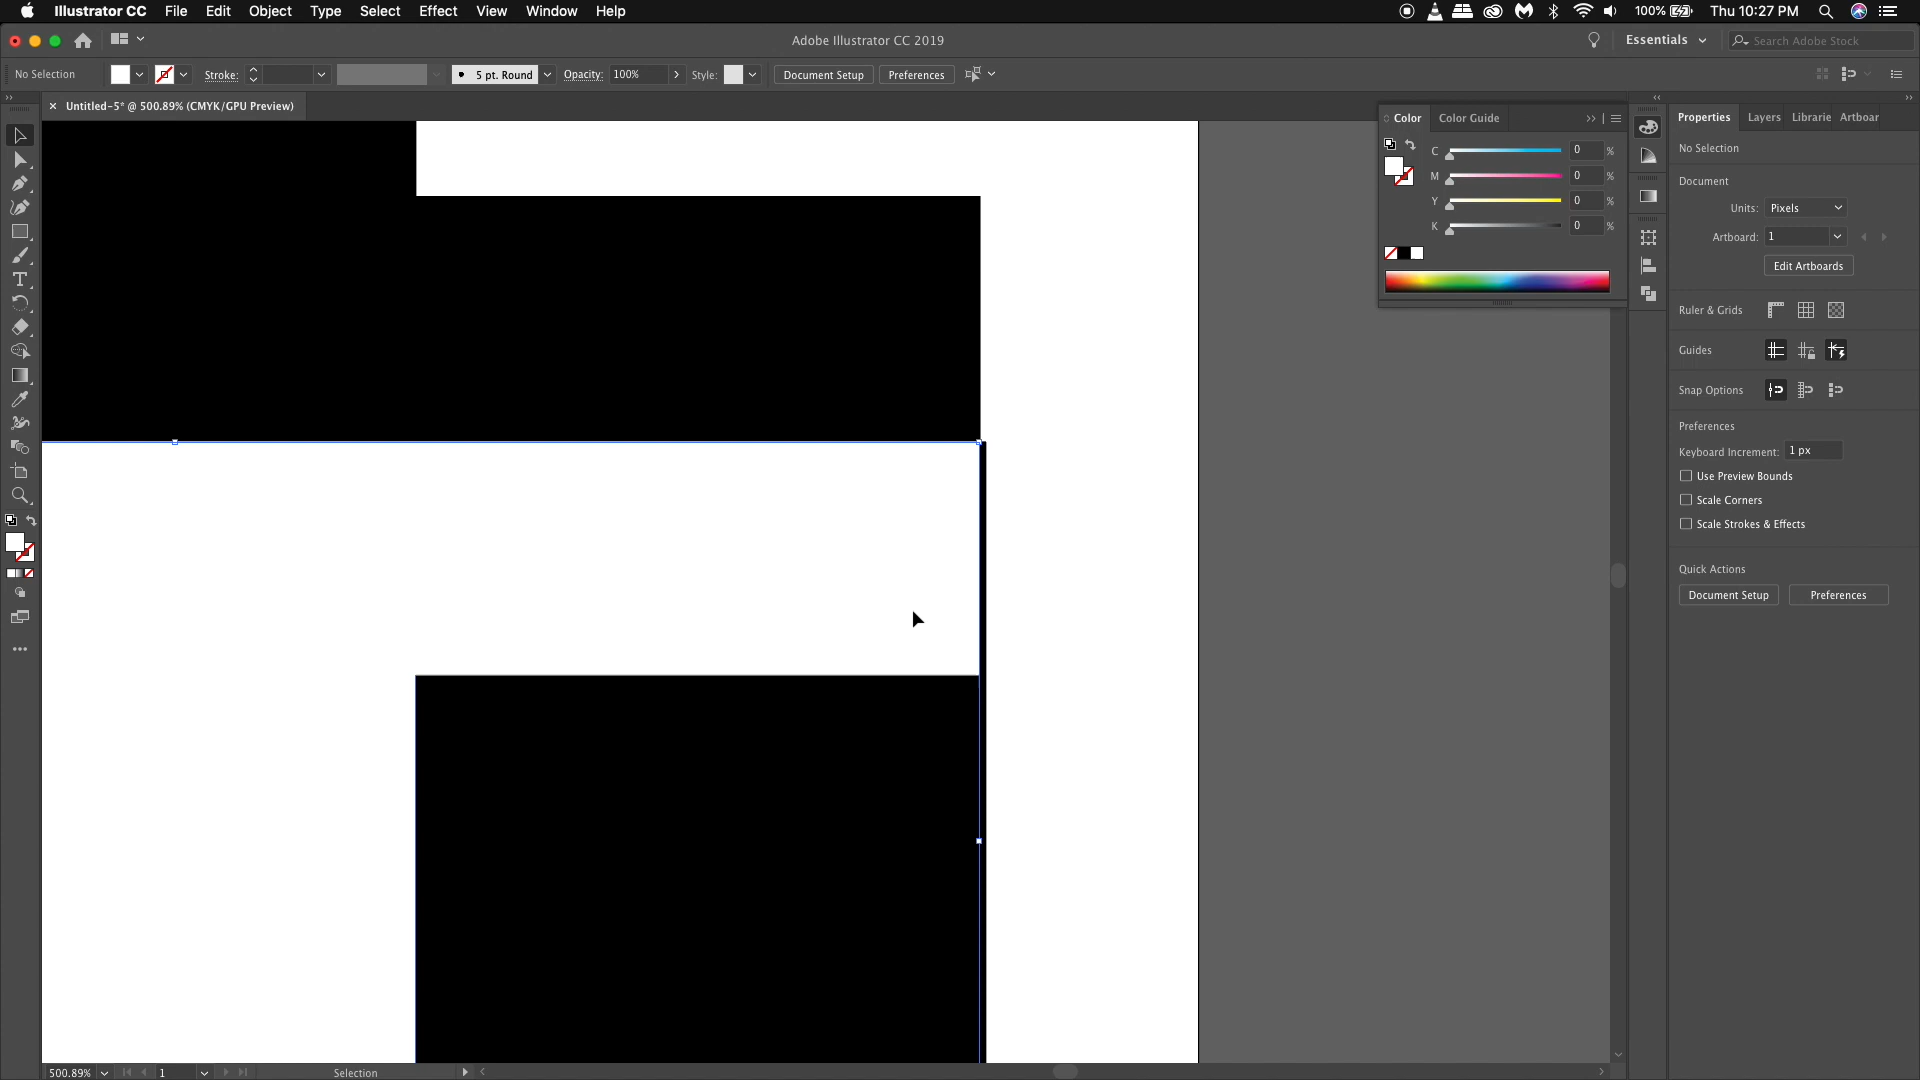 Illustrator CC File Edit Object Type Select Effect View Window Help 100% Thu 10:27 PM
Adobe Illustrator CC 2019 Essentials Search Adobe Stock
No Selection Stroke: 5 pt. Round Opacity: 100% Style: Document Setup Preferences
× Untitled-5* @ 500.89% (CMYK/GPU Preview)
Color Color Guide
C 0 %
M 0 %
Y 0 %
K 0 %
Properties Layers Librarie Artboar
No Selection
Document
Units: Pixels
Artboard: 1
Edit Artboards
Ruler & Grids
Guides
Snap Options
Preferences
Keyboard Increment: 1 px
Use Preview Bounds
Scale Corners
Scale Strokes & Effects
Quick Actions
Document Setup Preferences
500.89% 1 Selection